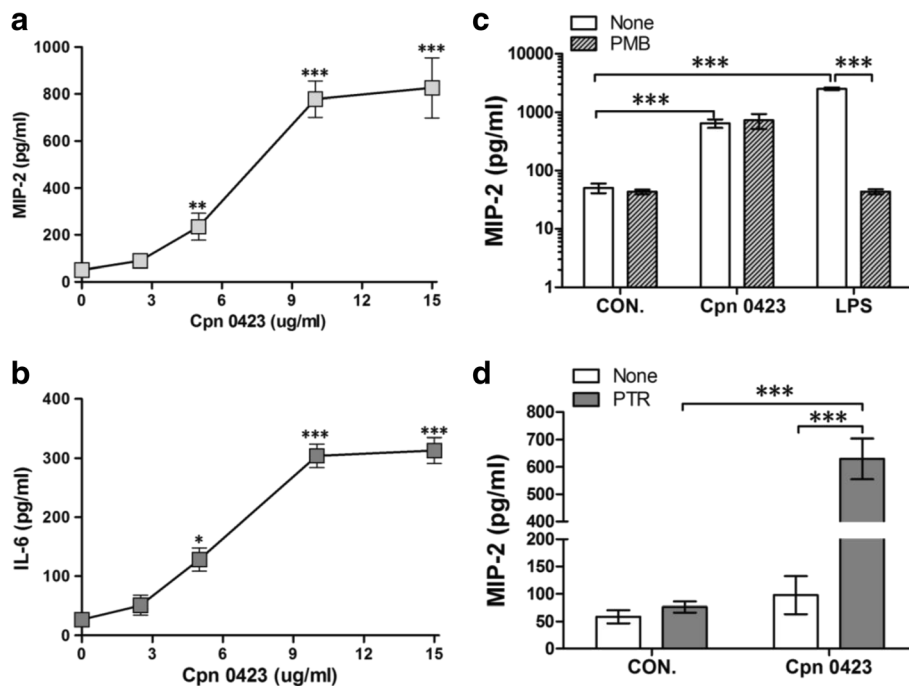 a
MIP-2 (pg/ml)
1000
800
600
400
200
0
**
***
***
0 3 6 9 12 15
Cpn 0423 (ug/ml)
b
IL-6 (pg/ml)
400
300
200
100
0
*
***
***
0 3 6 9 12 15
Cpn 0423 (ug/ml)
c
None
PMB
MIP-2 (pg/ml)
10000
1000
100
10
1
***
***
***
CON. Cpn 0423 LPS
d
None
PTR
MIP-2 (pg/ml)
800
700
600
500
400
200
150
100
50
0
***
***
CON. Cpn 0423